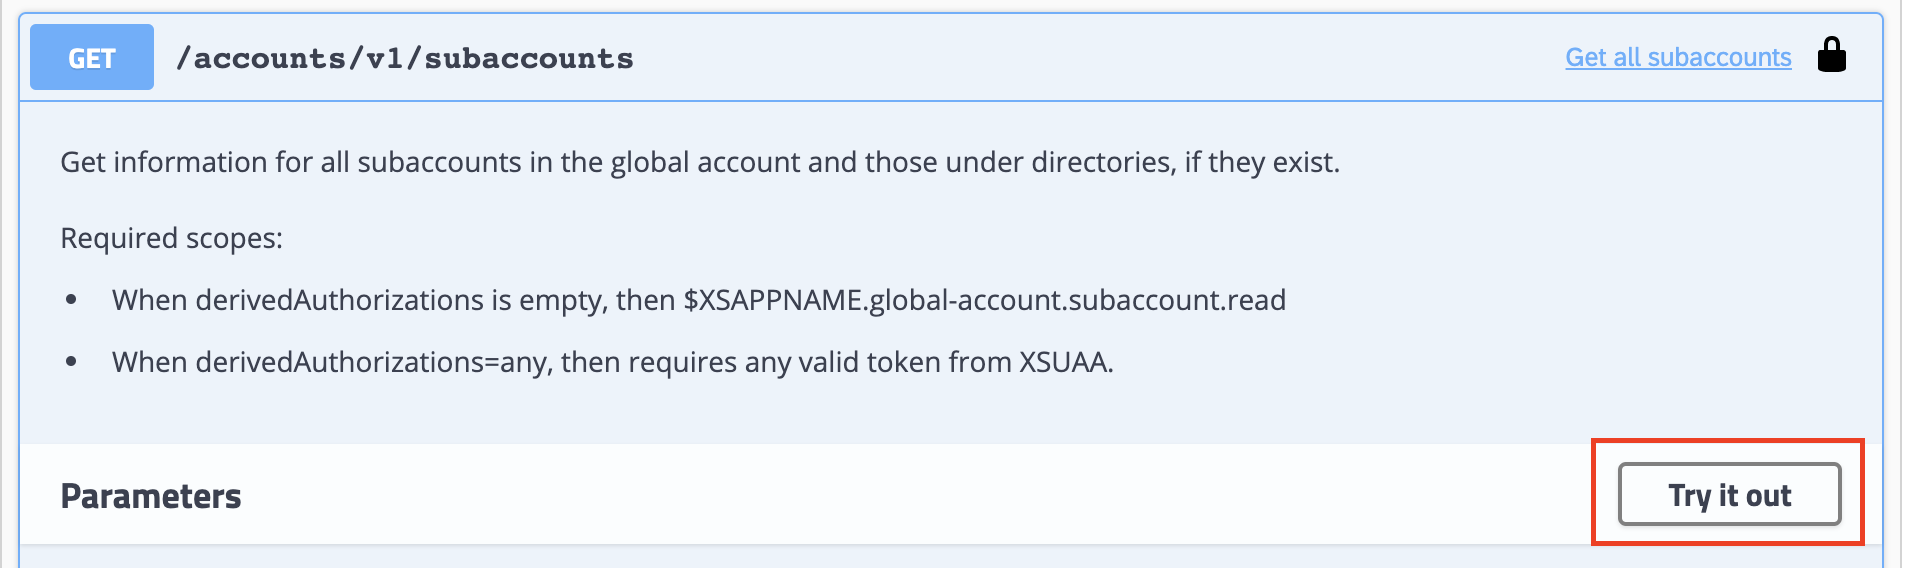 GET /accounts/v1/subaccounts Get all subaccounts
Get information for all subaccounts in the global account and those under directories, if they exist.
Required scopes:
• When derivedAuthorizations is empty, then $XSAPPNAME.global-account.subaccount.read
• When derivedAuthorizations=any, then requires any valid token from XSUAA.
Parameters Try it out